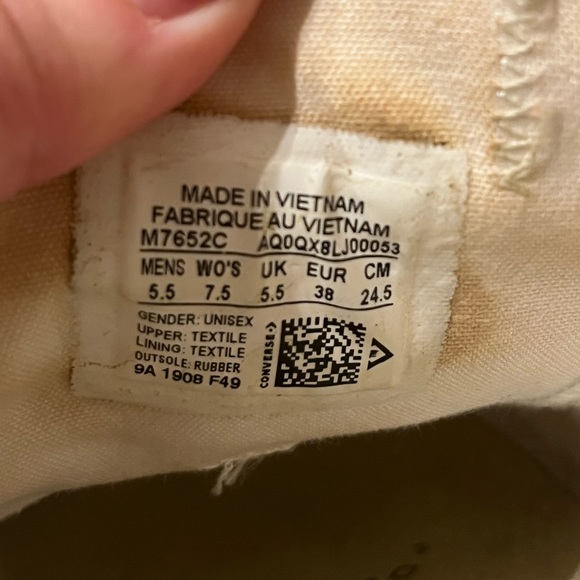 MADE IN VIETNAM
FABRIQUE AU VIETNAM
M7652C AQ0QX8LJ00053
MENS WO'S UK EUR CM
5.5 7.5 5.5 38 24.5
GENDER: UNISEX
UPPER: TEXTILE
LINING: TEXTILE
OUTSOLE: RUBBER
9A 1908 F49
CONVERSE